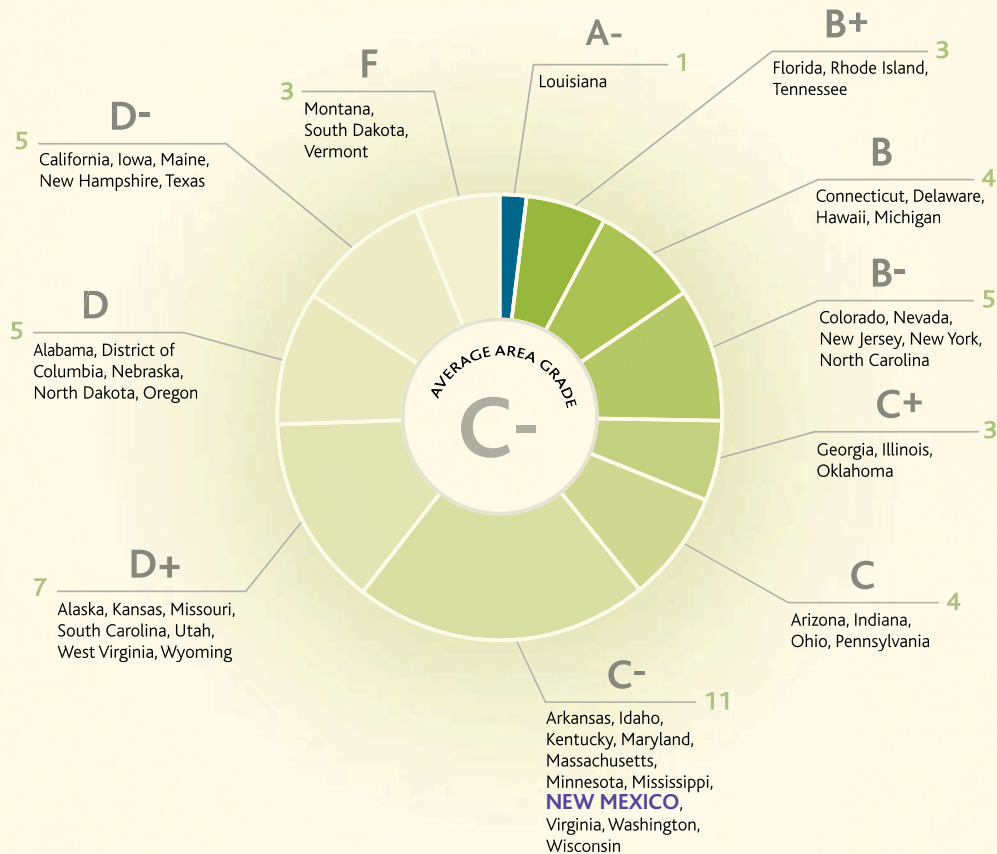 A-
1
Louisiana
B+
3
Florida, Rhode Island,
Tennessee
B
4
Connecticut, Delaware,
Hawaii, Michigan
B-
5
Colorado, Nevada,
New Jersey, New York,
North Carolina
C+
3
Georgia, Illinois,
Oklahoma
C
4
Arizona, Indiana,
Ohio, Pennsylvania
C-
11
Arkansas, Idaho,
Kentucky, Maryland,
Massachusetts,
Minnesota, Mississippi,
NEW MEXICO,
Virginia, Washington,
Wisconsin
D+
7
Alaska, Kansas, Missouri,
South Carolina, Utah,
West Virginia, Wyoming
D
5
Alabama, District of
Columbia, Nebraska,
North Dakota, Oregon
D-
5
California, Iowa, Maine,
New Hampshire, Texas
F
3
Montana,
South Dakota,
Vermont
AVERAGE AREA GRADE
C-